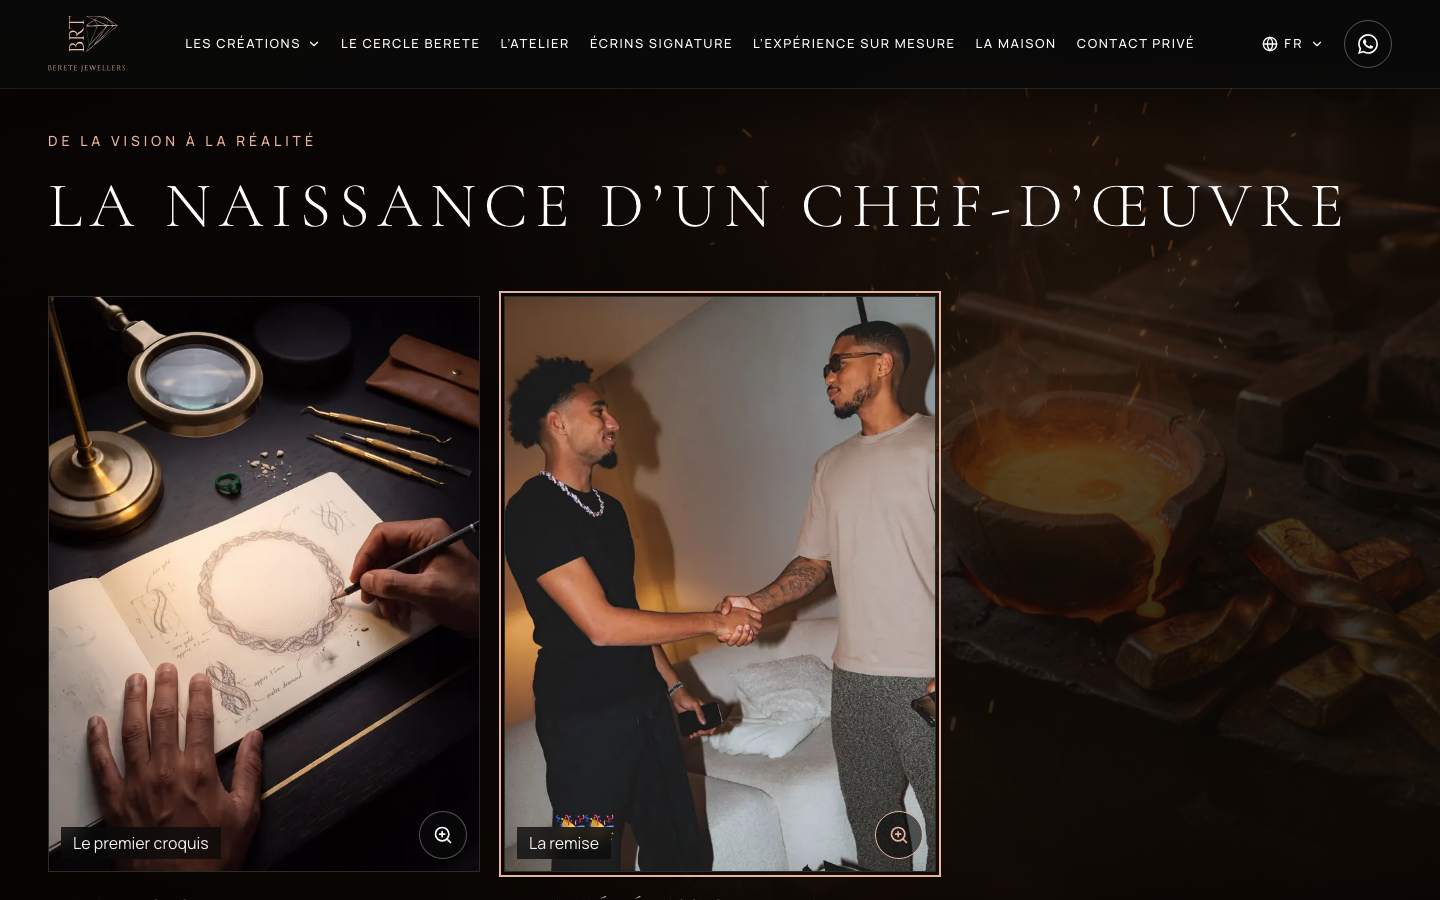 BRT
BERETE JEWELLERS
LES CRÉATIONS
LE CERCLE BERETE
L'ATELIER
ÉCRINS SIGNATURE
L'EXPÉRIENCE SUR MESURE
LA MAISON
CONTACT PRIVÉ
FR
DE LA VISION À LA RÉALITÉ
LA NAISSANCE D’UN CHEF-D’ŒUVRE
Le premier croquis
La remise